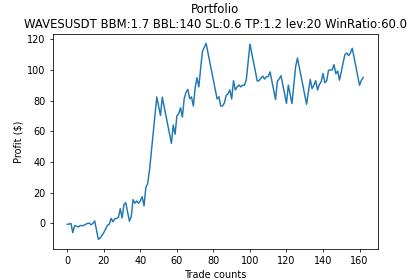 Portfolio
WAVESUSDT BBM:1.7 BBL:140 SL:0.6 TP:1.2 lev:20 WinRatio:60.0
120
100
80
60
40
20
0
Profit ($)
0 20 40 60 80 100 120 140 160
Trade counts